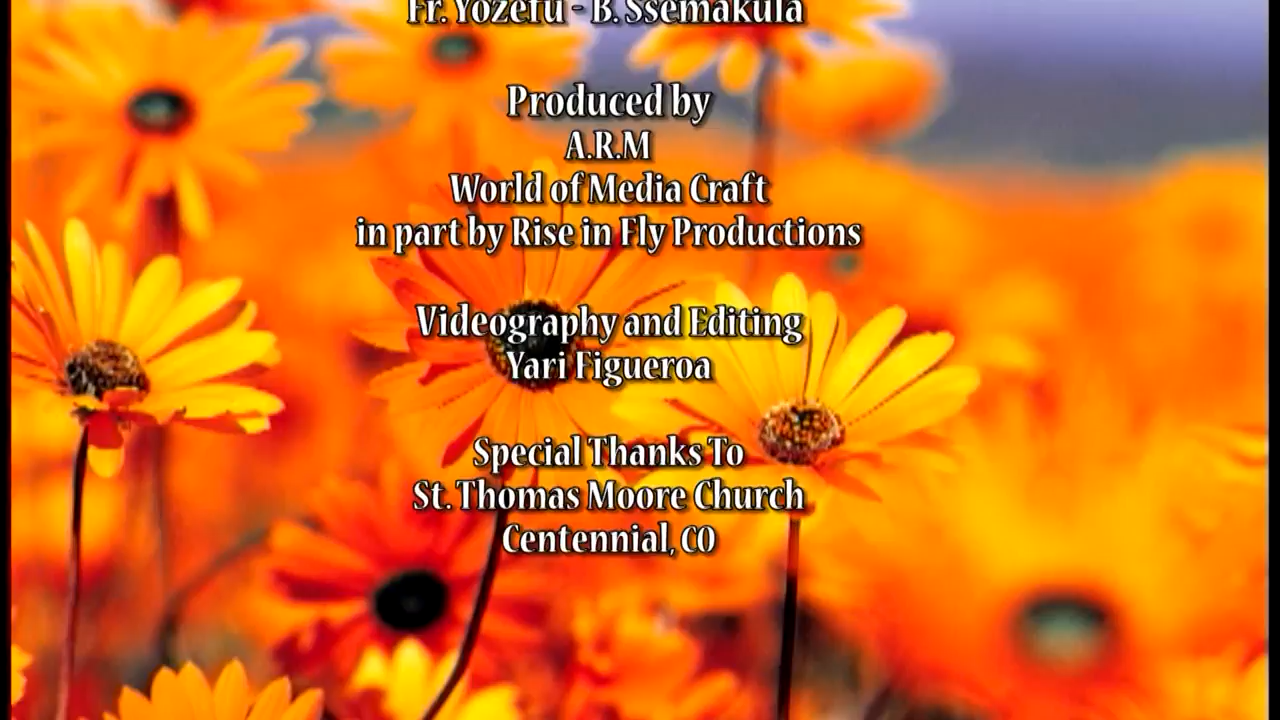 Fr. Yozefu - B. Ssemakula
Produced by
A.R.M
World of Media Craft
in part by Rise in Fly Productions
Videography and Editing
Yari Figueroa
Special Thanks To
St. Thomas Moore Church
Centennial, CO